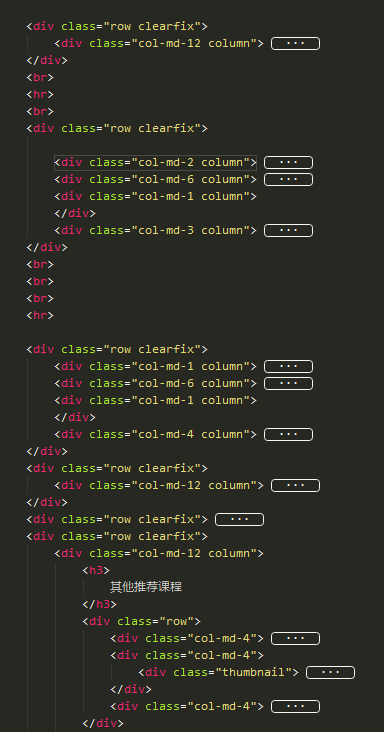 <div class="row clearfix">
<div class="col-md-12 column"> ...
</div>
<br>
<hr>
<br>
<div class="row clearfix">
<div class="col-md-2 column"> ...
<div class="col-md-6 column"> ...
<div class="col-md-1 column">
</div>
<div class="col-md-3 column"> ...
</div>
<br>
<br>
<br>
<hr>
<div class="row clearfix">
<div class="col-md-1 column"> ...
<div class="col-md-6 column"> ...
<div class="col-md-1 column">
</div>
<div class="col-md-4 column"> ...
</div>
<div class="row clearfix">
<div class="col-md-12 column"> ...
</div>
<div class="row clearfix"> ...
<div class="row clearfix">
<div class="col-md-12 column">
<h3>
其他推荐课程
</h3>
<div class="row">
<div class="col-md-4"> ...
<div class="col-md-4">
<div class="thumbnail"> ...
</div>
<div class="col-md-4"> ...
</div>